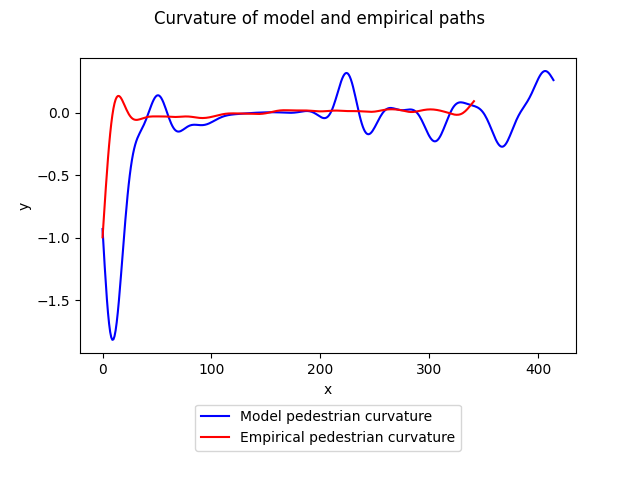 Curvature of model and empirical paths
0.0
−0.5
−1.0
−1.5
y
0 100 200 300 400
x
Model pedestrian curvature
Empirical pedestrian curvature